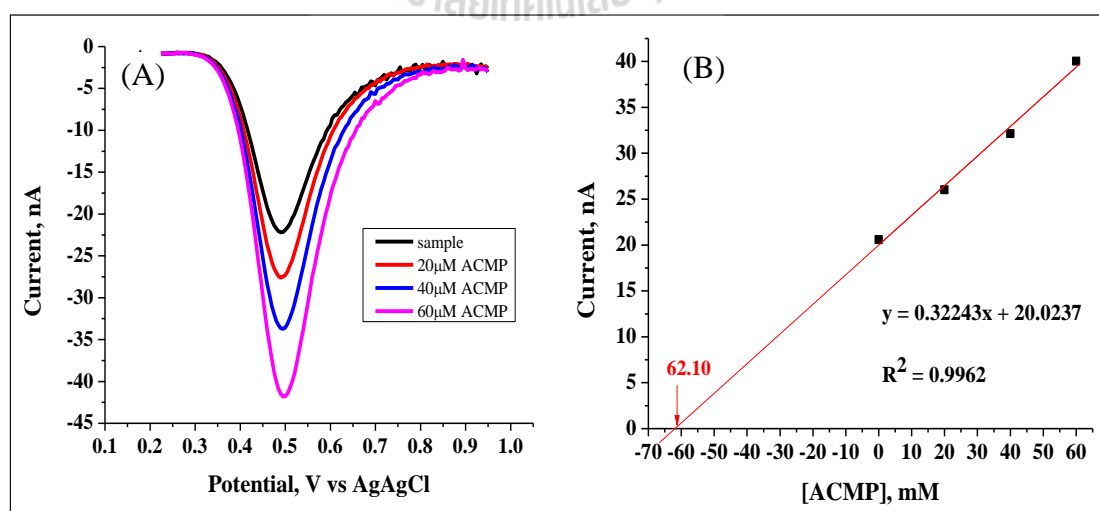 (A)
Current, nA
0
-5
-10
-15
-20
-25
-30
-35
-40
-45
0.1 0.2 0.3 0.4 0.5 0.6 0.7 0.8 0.9 1.0
Potential, V vs AgAgCl
sample
20μM ACMP
40μM ACMP
60μM ACMP
(B)
Current, nA
40
35
30
25
20
15
10
5
0
-70 -60 -50 -40 -30 -20 -10 0 10 20 30 40 50 60
[ACMP], mM
y = 0.32243x + 20.0237
R² = 0.9962
62.10